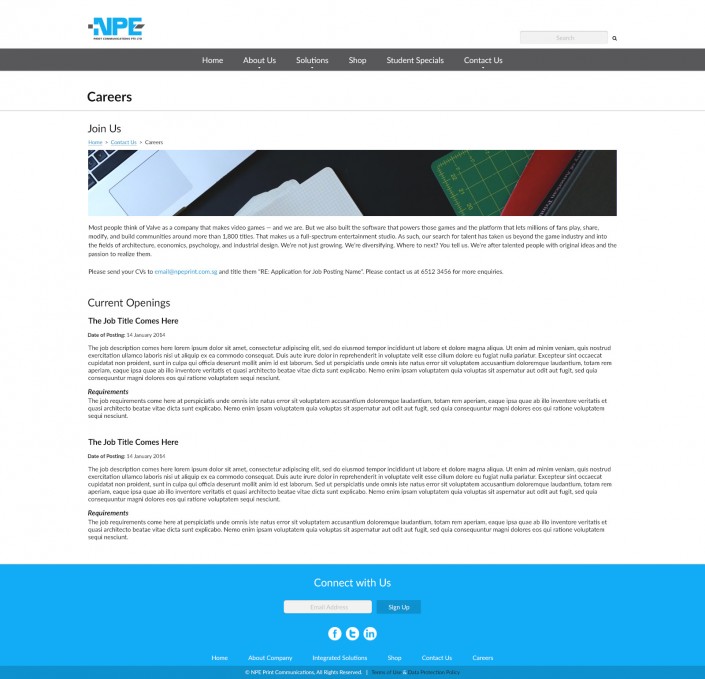 NPE
PRINT COMMUNICATIONS PTE LTD
Search
Home About Us Solutions Shop Student Specials Contact Us
Careers
Join Us
Home > Contact Us > Careers
Most people think of Valve as a company that makes video games — and we are. But we also built the software that powers those games and the platform that lets millions of fans play, share,
modify, and build communities around more than 1,800 titles. That makes us a full-spectrum entertainment studio. As such, our search for talent has taken us beyond the game industry and into
the fields of architecture, economics, psychology, and industrial design. We're not just growing. We're diversifying. Where to next? You tell us. We're after talented people with original ideas and the
passion to realize them.
Please send your CVs to email@npeprint.com.sg and title them "RE: Application for Job Posting Name". Please contact us at 6512 3456 for more enquiries.
Current Openings
The Job Title Comes Here
Date of Posting: 14 January 2014
The job description comes here lorem ipsum dolor sit amet, consectetur adipiscing elit, sed do eiusmod tempor incididunt ut labore et dolore magna aliqua. Ut enim ad minim veniam, quis nostrud
exercitation ullamco laboris nisi ut aliquip ex ea commodo consequat. Duis aute irure dolor in reprehenderit in voluptate velit esse cillum dolore eu fugiat nulla pariatur. Excepteur sint occaecat
cupidatat non proident, sunt in culpa qui officia deserunt mollit anim id est laborum. Sed ut perspiciatis unde omnis iste natus error sit voluptatem accusantium doloremque laudantium, totam rem
aperiam, eaque ipsa quae ab illo inventore veritatis et quasi architecto beatae vitae dicta sunt explicabo. Nemo enim ipsam voluptatem quia voluptas sit aspernatur aut odit aut fugit, sed quia
consequuntur magni dolores eos qui ratione voluptatem sequi nesciunt.
Requirements
The job requirements come here at perspiciatis unde omnis iste natus error sit voluptatem accusantium doloremque laudantium, totam rem aperiam, eaque ipsa quae ab illo inventore veritatis et quasi
architecto beatae vitae dicta sunt explicabo. Nemo enim ipsam voluptatem quia voluptas sit aspernatur aut odit aut fugit, sed quia consequuntur magni dolores eos qui ratione voluptatem
sequi nesciunt.
The Job Title Comes Here
Date of Posting: 14 January 2014
The job description comes here lorem ipsum dolor sit amet, consectetur adipiscing elit, sed do eiusmod tempor incididunt ut labore et dolore magna aliqua. Ut enim ad minim veniam, quis nostrud
exercitation ullamco laboris nisi ut aliquip ex ea commodo consequat. Duis aute irure dolor in reprehenderit in voluptate velit esse cillum dolore eu fugiat nulla pariatur. Excepteur sint occaecat
cupidatat non proident, sunt in culpa qui officia deserunt mollit anim id est laborum. Sed ut perspiciatis unde omnis iste natus error sit voluptatem accusantium doloremque laudantium, totam rem
aperiam, eaque ipsa quae ab illo inventore veritatis et quasi architecto beatae vitae dicta sunt explicabo. Nemo enim ipsam voluptatem quia voluptas sit aspernatur aut odit aut fugit, sed quia
consequuntur magni dolores eos qui ratione voluptatem sequi nesciunt.
Requirements
The job requirements come here at perspiciatis unde omnis iste natus error sit voluptatem accusantium doloremque laudantium, totam rem aperiam, eaque ipsa quae ab illo inventore veritatis et quasi
architecto beatae vitae dicta sunt explicabo. Nemo enim ipsam voluptatem quia voluptas sit aspernatur aut odit aut fugit, sed quia consequuntur magni dolores eos qui ratione voluptatem
sequi nesciunt.
Connect with Us
Email Address Sign Up
Home About Company Integrated Solutions Shop Contact Us Careers
© NPE Print Communications, All Rights Reserved. | Terms of Use | Data Protection Policy